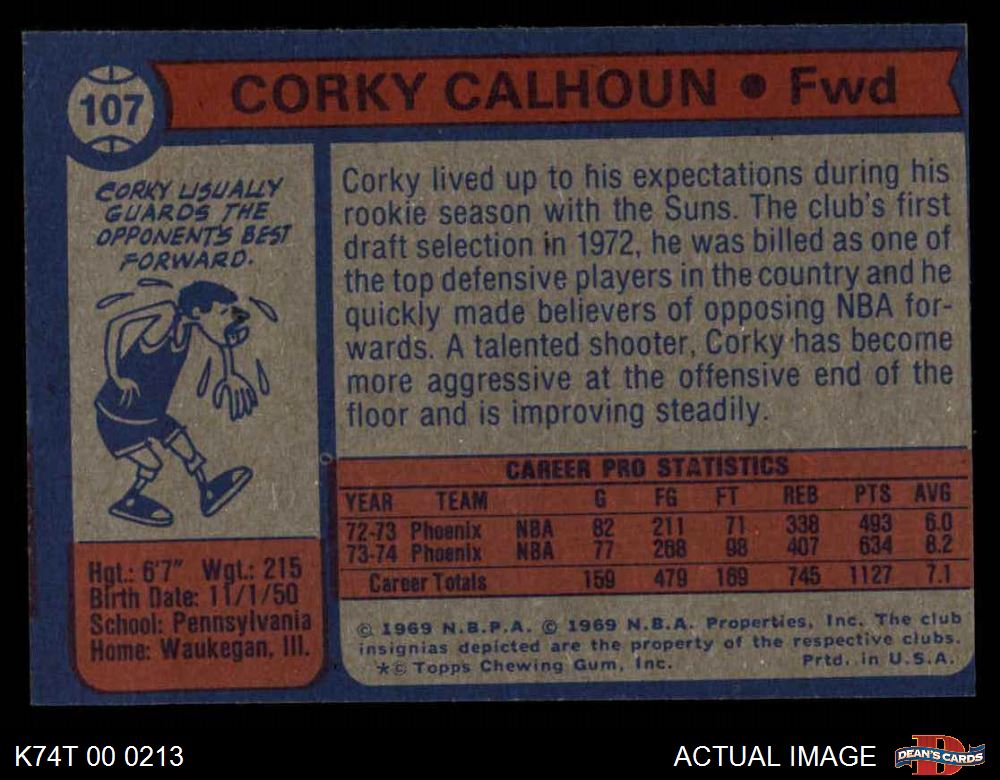 107
CORKY CALHOUN • Fwd
CORKY USUALLY
GUARDS THE
OPPONENT'S BEST
FORWARD.
Corky lived up to his expectations during his
rookie season with the Suns. The club's first
draft selection in 1972, he was billed as one of
the top defensive players in the country and he
quickly made believers of opposing NBA for-
wards. A talented shooter, Corky has become
more aggressive at the offensive end of the
floor and is improving steadily.
CAREER PRO STATISTICS
YEAR TEAM G FG FT REB PTS AVG
72-73 Phoenix NBA 82 211 71 338 493 6.0
73-74 Phoenix NBA 77 268 98 407 634 8.2
Career Totals 159 479 169 745 1127 7.1
Hgt.: 6'7" Wgt.: 215
Birth Date: 11/1/50
School: Pennsylvania
Home: Waukegan, Ill.
© 1969 N.B.P.A. © 1969 N.B.A. Properties, Inc. The club
insignias depicted are the property of the respective clubs.
*© Topps Chewing Gum, Inc. Prtd. in U.S.A.
K74T 00 0213
ACTUAL IMAGE
D
DEAN'S CARDS